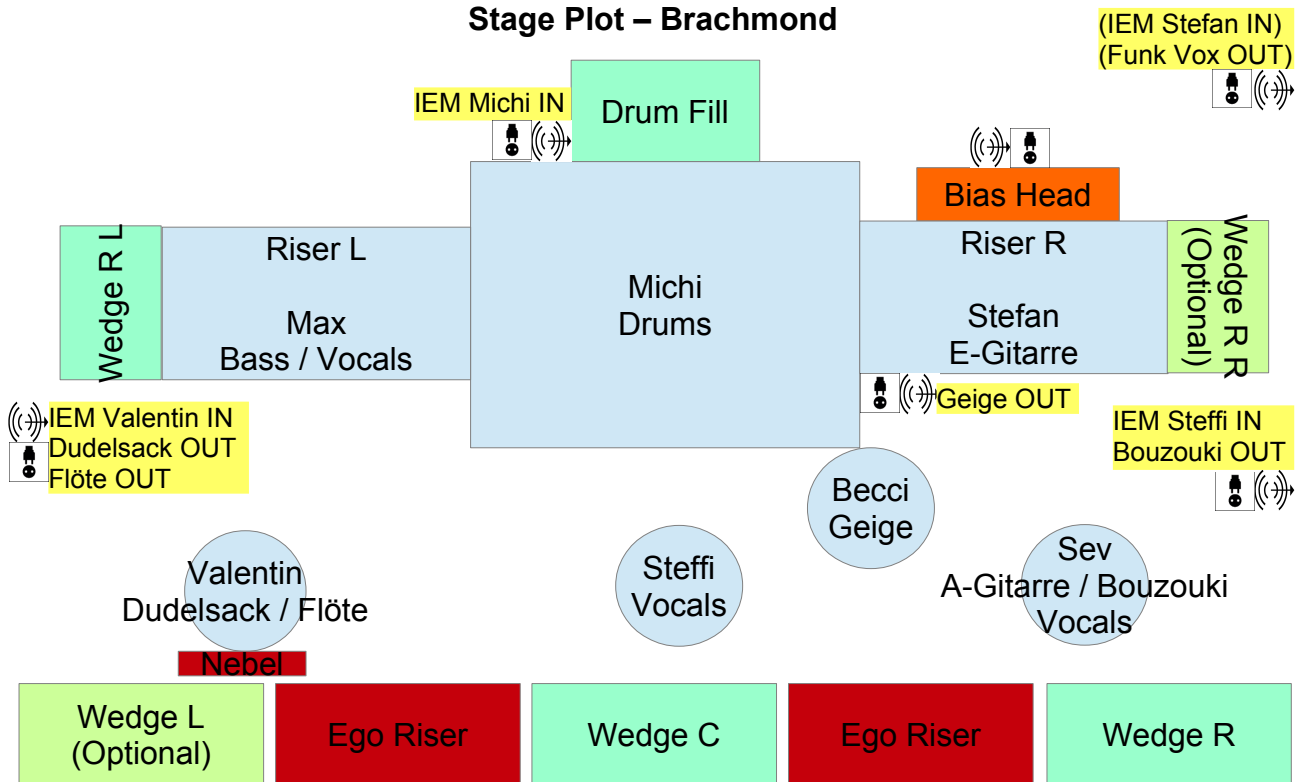 Stage Plot – Brachmond
(IEM Stefan IN)
(Funk Vox OUT)
IEM Michi IN
Drum Fill
Bias Head
Wedge R L
Riser L
Max
Bass / Vocals
Michi
Drums
Riser R
Stefan
E-Gitarre
Wedge R R
(Optional)
IEM Valentin IN
Dudelsack OUT
Flöte OUT
Geige OUT
IEM Steffi IN
Bouzouki OUT
Becci
Geige
Valentin
Dudelsack / Flöte
Steffi
Vocals
Sev
A-Gitarre / Bouzouki
Vocals
Nebel
Wedge L
(Optional)
Ego Riser
Wedge C
Ego Riser
Wedge R